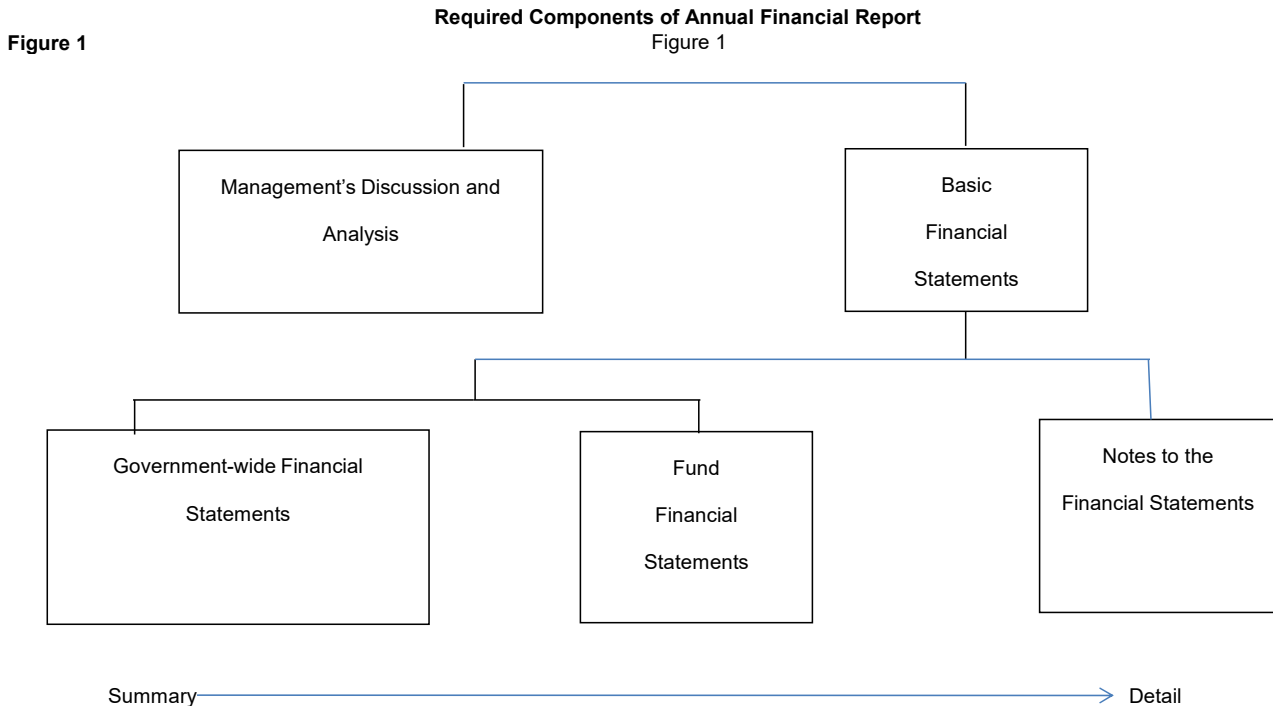 Required Components of Annual Financial Report
Figure 1
Figure 1
Management’s Discussion and
Analysis
Basic
Financial
Statements
Government-wide Financial
Statements
Fund
Financial
Statements
Notes to the
Financial Statements
Summary
Detail